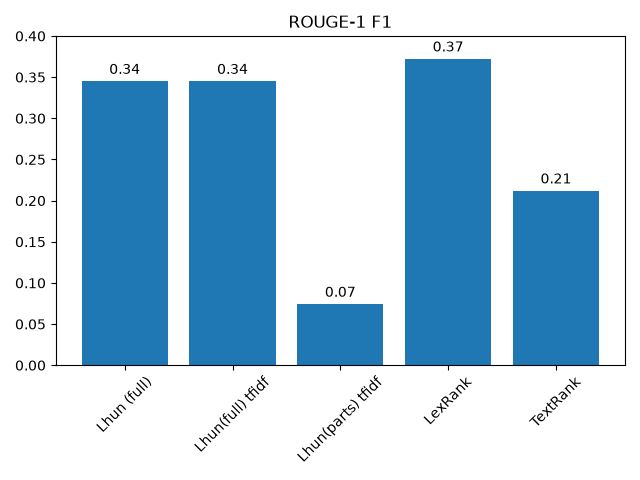 ROUGE-1 F1
0.40
0.35
0.30
0.25
0.20
0.15
0.10
0.05
0.00
0.34
0.34
0.07
0.37
0.21
Lhun (full)
Lhun(full) tfidf
Lhun(parts) tfidf
LexRank
TextRank